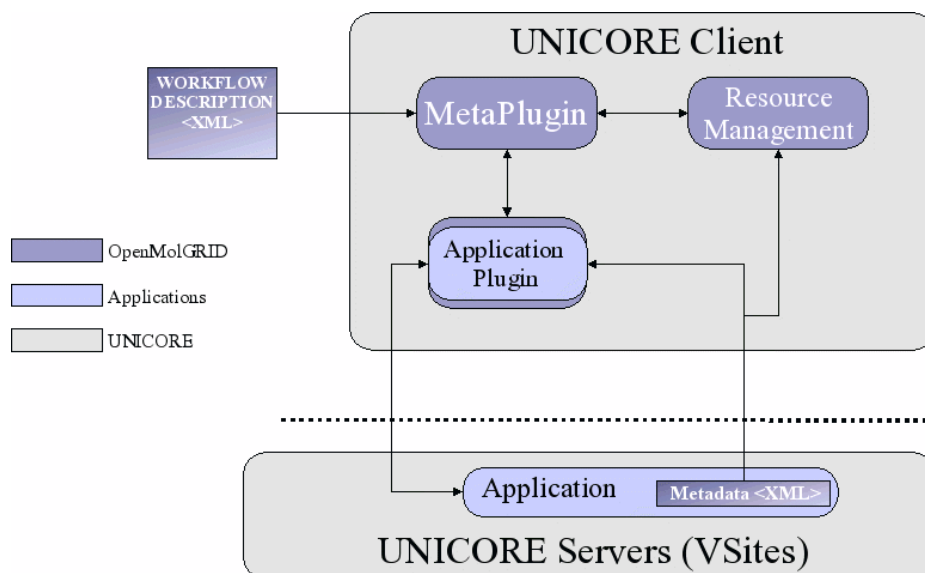 UNICORE Client
WORKFLOW
DESCRIPTION
<XML>
MetaPlugin
Resource
Management
OpenMolGRID
Applications
UNICORE
Application
Plugin
Application
Metadata <XML>
UNICORE Servers (VSites)